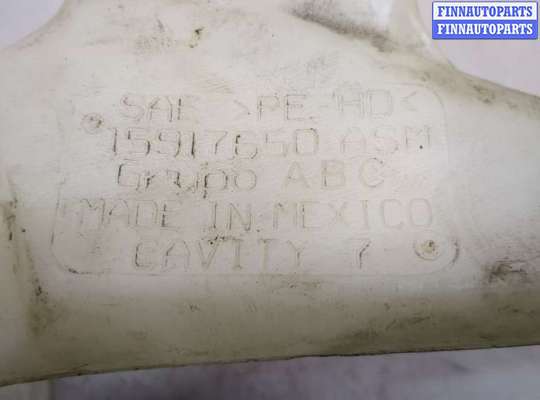 FINNAUTOPARTS
FINNAUTOPARTS
SAE >PE-HD<
15917650 ASM
Grupo ABC
MADE IN MEXICO
CAVITY 7